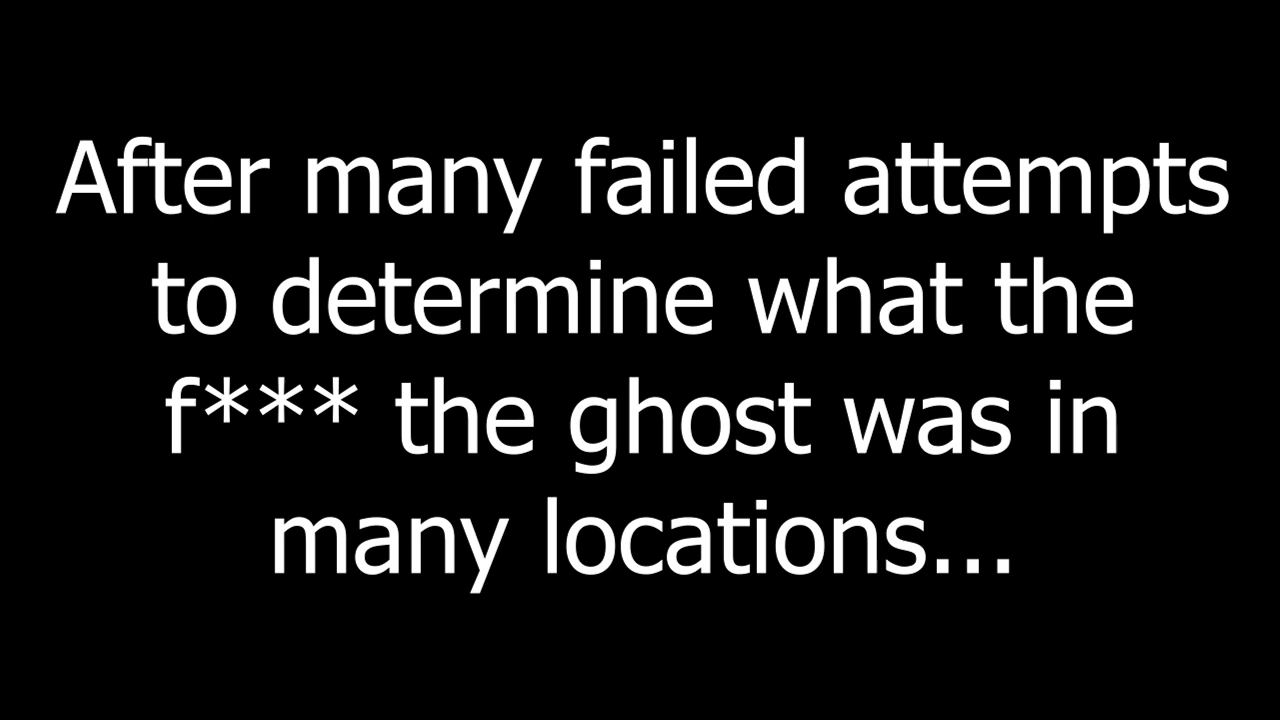 After many failed attempts
to determine what the
f*** the ghost was in
many locations...